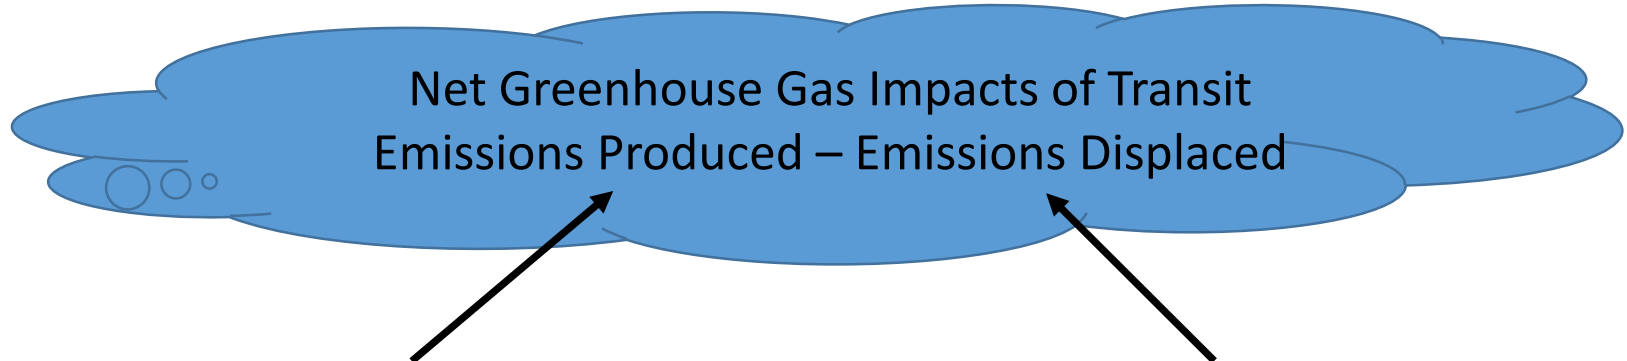 Net Greenhouse Gas Impacts of Transit
Emissions Produced – Emissions Displaced